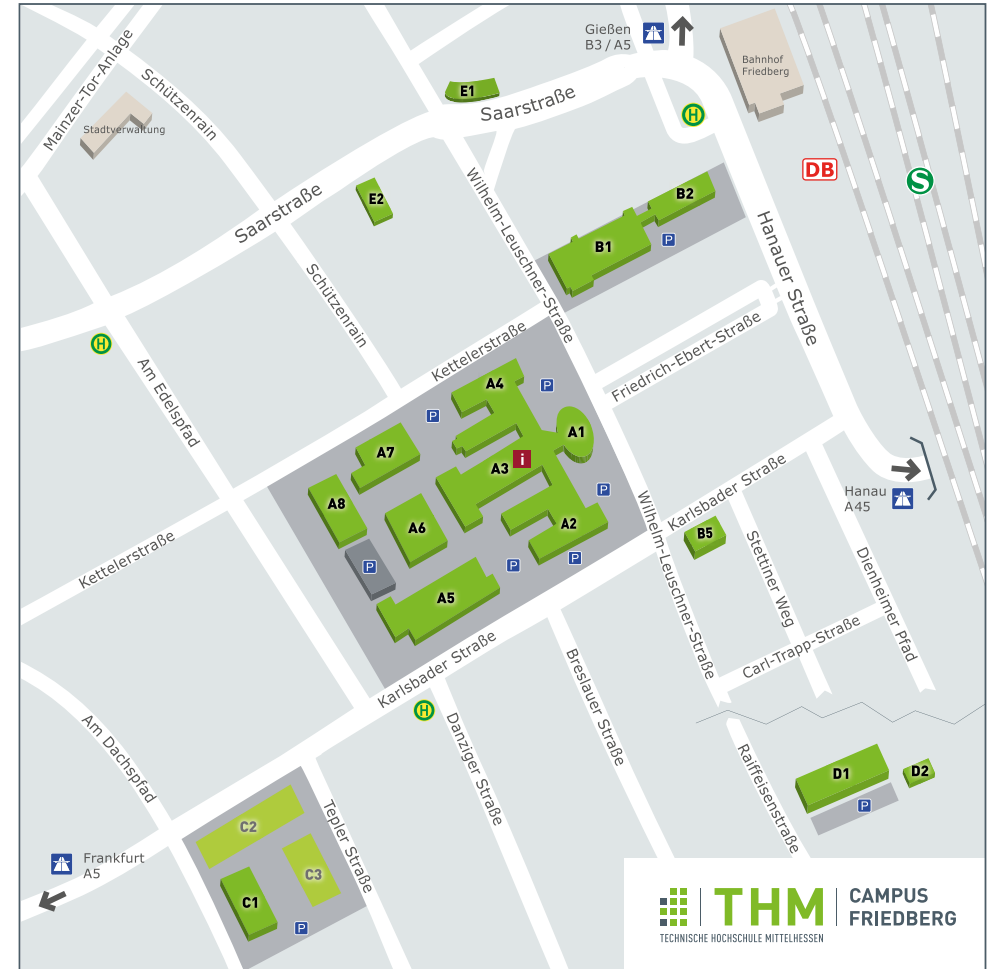 Gießen
B3 / A5
Bahnhof
Friedberg
Mainzer-Tor-Anlage
Schützenrain
Stadtverwaltung
E1
Saarstraße
H
DB
S
E2
Saarstraße
Wilhelm-Leuschner-Straße
B2
B1
P
Hanauer Straße
Schützenrain
H
Kettelerstraße
Friedrich-Ebert-Straße
Am Edelspfad
A4
P
P
A1
A7
A3
i
A8
A6
A2
P
P
P
P
A5
Karlsbader Straße
Wilhelm-Leuschner-Straße
B5
Hanau
A45
Kettelerstraße
Stettiner Weg
Dienheimer Pfad
Carl-Trapp-Straße
Karlsbader Straße
H
Breslauer Straße
Danziger Straße
Am Dachspfad
Raiffeisenstraße
D1
D2
P
Tepler Straße
C2
C3
C1
P
Frankfurt
A5
THM
CAMPUS
FRIEDBERG
TECHNISCHE HOCHSCHULE MITTELHESSEN